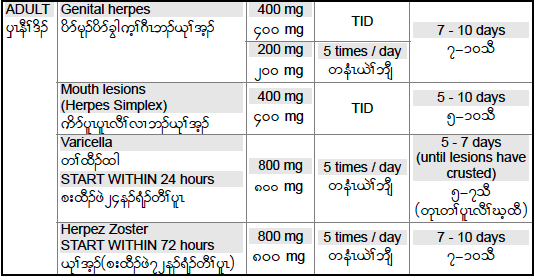 ADULT
ပှၤနီၢ်ဒိၣ်
Genital herpes
ပိာ်မုၣ်ပိာ်ခွါက့ၢ်ဂီၤဘၣ်ယုၢ်အ့ၣ်
400 mg
၄၀၀ mg
TID
200 mg
၂၀၀ mg
5 times / day
တနံၤယဲၢ်ဘျီ
7 - 10 days
၇–၁၀သီ
Mouth lesions
(Herpes Simplex)
ကိာ်ပူၤပူၤလီၢ်လၢဘၣ်ယုၢ်အ့ၣ်
400 mg
၄၀၀ mg
TID
5 - 10 days
၅–၁၀သီ
Varicella
တၢ်ထီၣ်ထါ
START WITHIN 24 hours
စးထီၣ်ဖဲ၂၄နၣ်ရံၣ်တီၢ်ပူၤ
800 mg
၈၀၀ mg
5 times / day
တနံၤယဲၢ်ဘျီ
5 - 7 days
(until lesions have
crusted)
၅–၇သီ
(တုၤတၢ်ပူၤလီၢ်ဃ့ထီ)
Herpez Zoster
START WITHIN 72 hours
ယုၢ်အ့ၣ်(စးထီၣ်ဖဲ၇၂နၣ်ရံၣ်တီၢ်ပူၤ)
800 mg
၈၀၀ mg
5 times / day
တနံၤယဲၢ်ဘျီ
7 - 10 days
၇–၁၀သီ